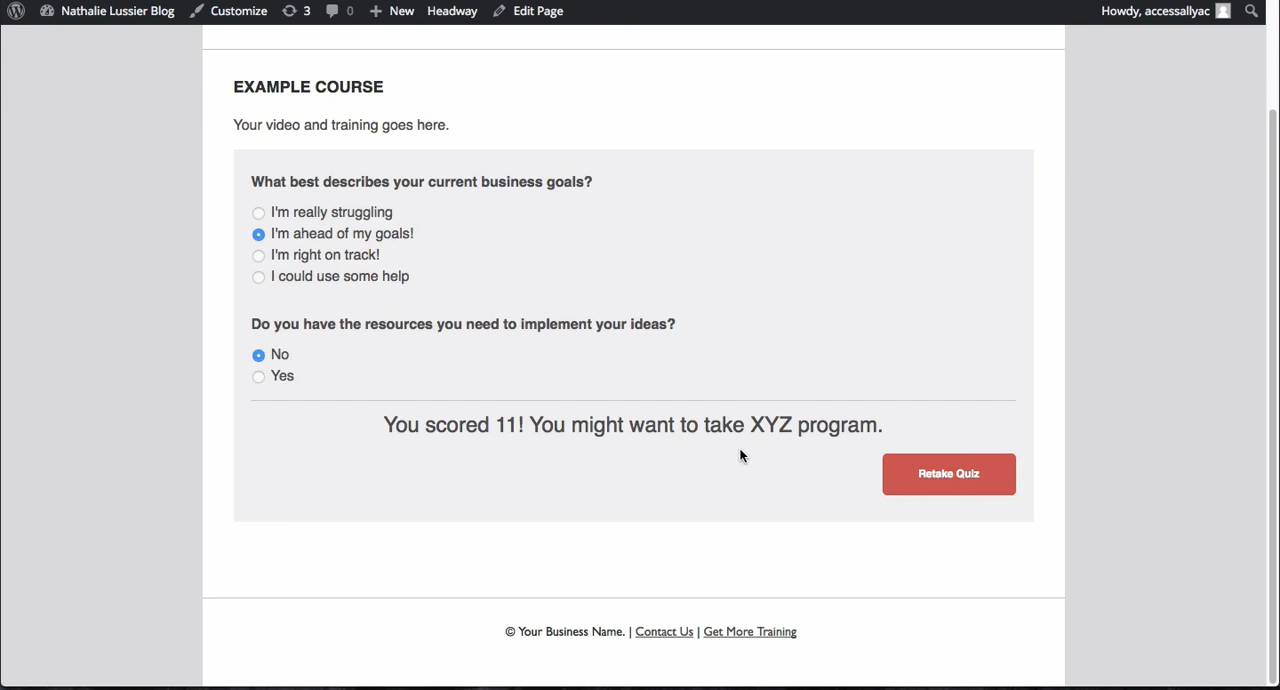 Nathalie Lussier Blog Customize 3 0 New Headway Edit Page Howdy, accessallyac
EXAMPLE COURSE
Your video and training goes here.
What best describes your current business goals?
I'm really struggling
I'm ahead of my goals!
I'm right on track!
I could use some help
Do you have the resources you need to implement your ideas?
No
Yes
You scored 11! You might want to take XYZ program.
Retake Quiz
© Your Business Name. | Contact Us | Get More Training